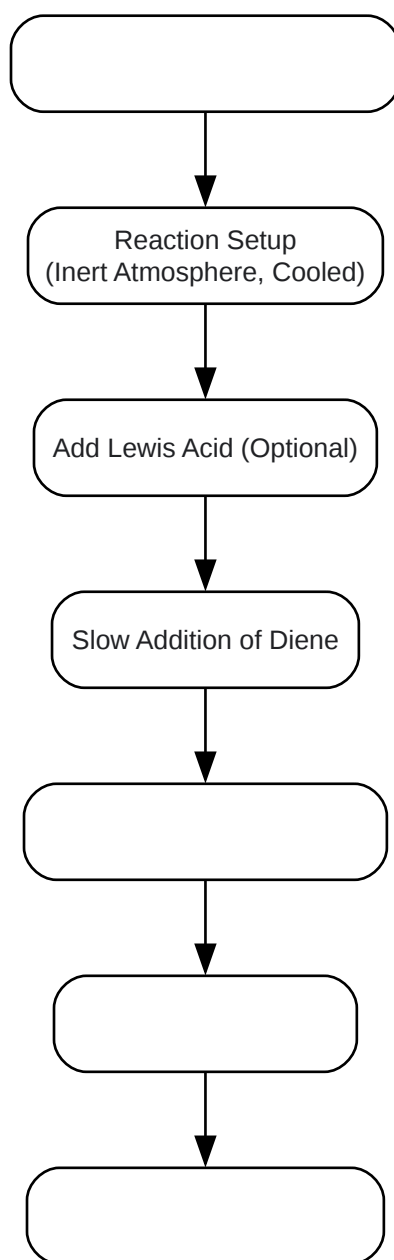 Reaction Setup
(Inert Atmosphere, Cooled)
Add Lewis Acid (Optional)
Slow Addition of Diene